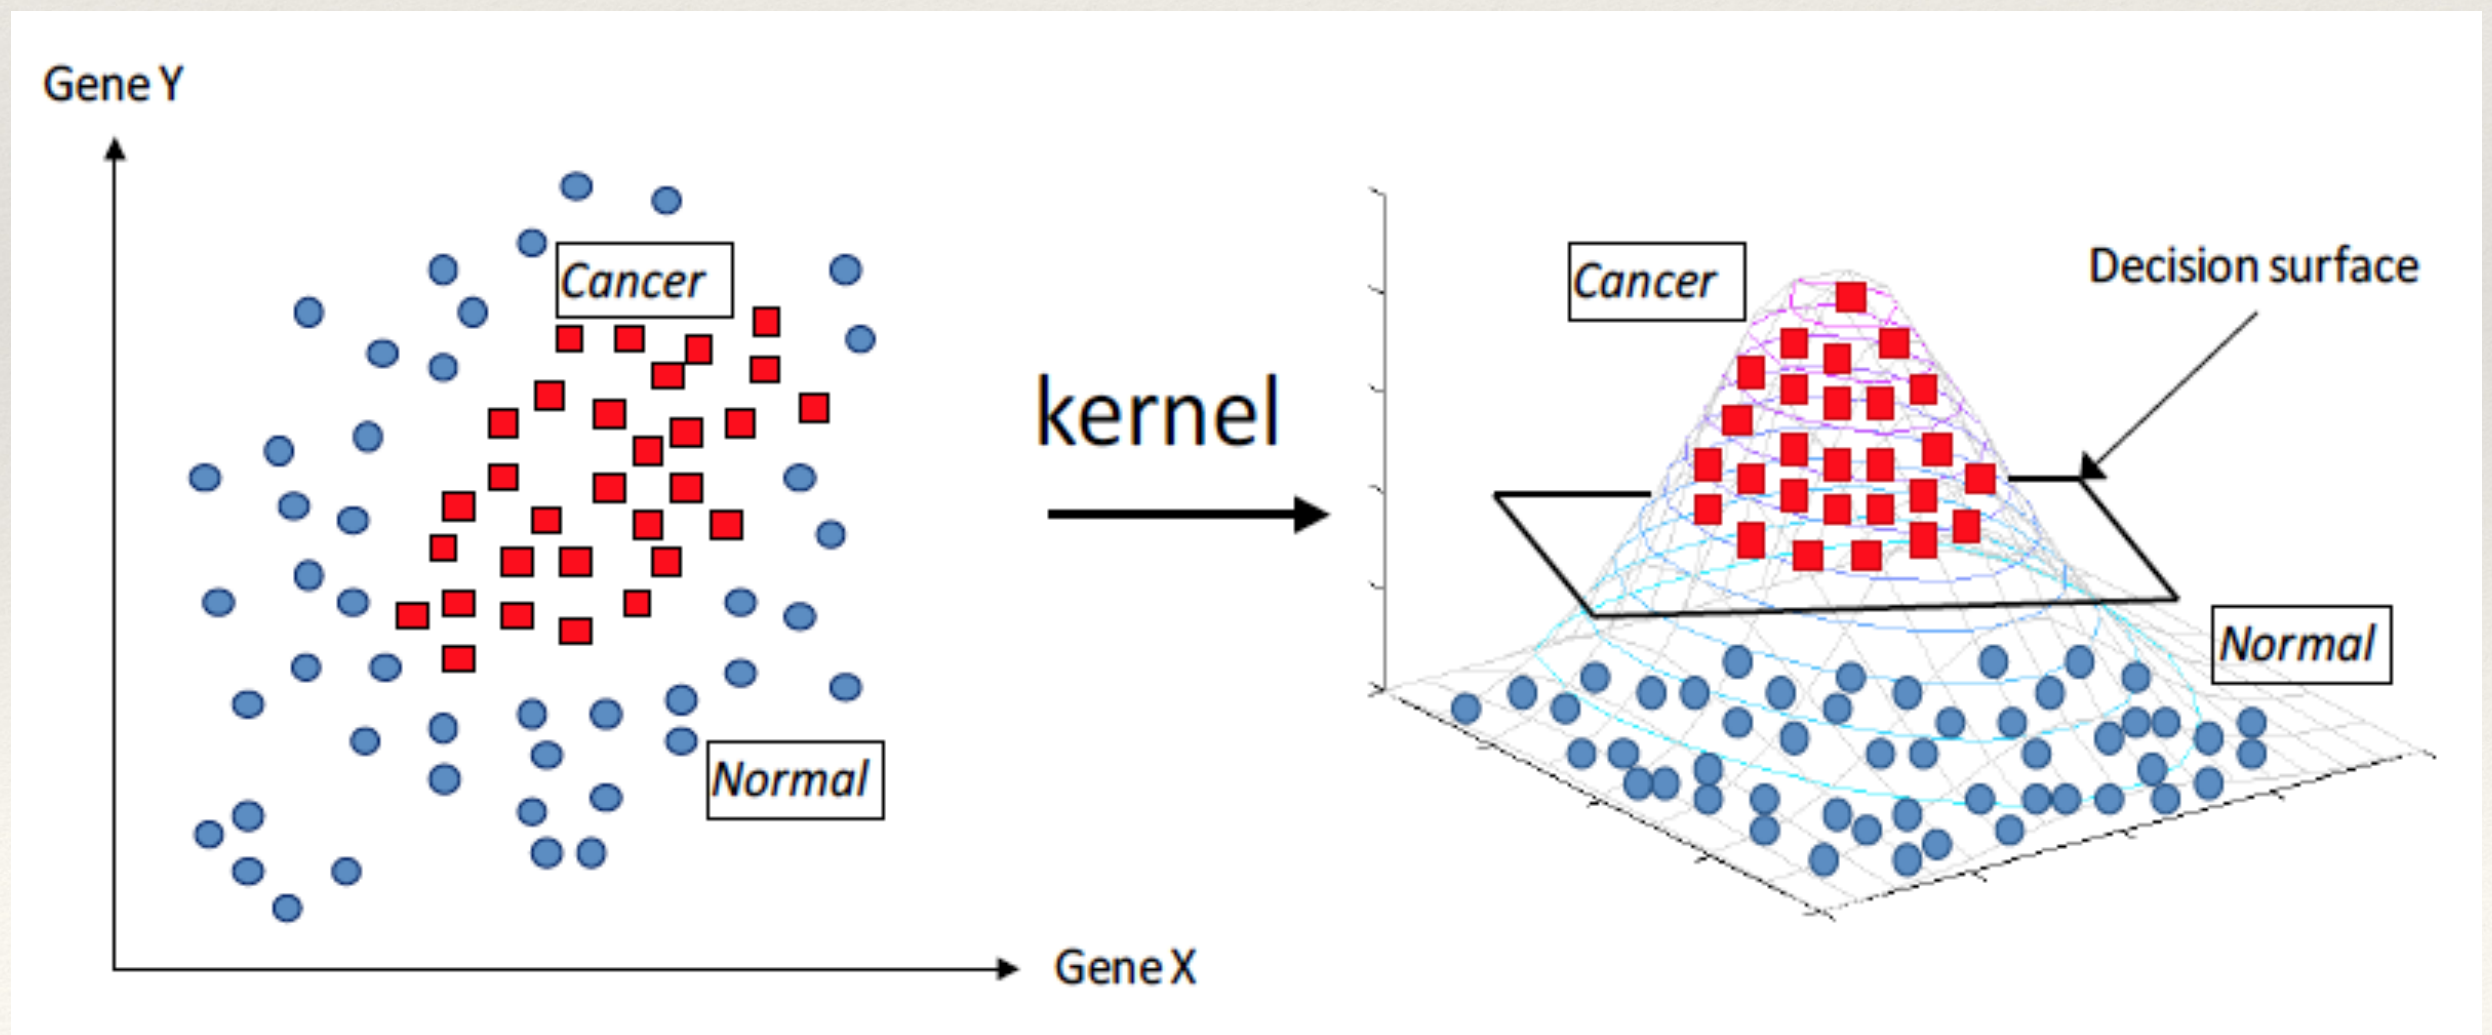 Gene Y
Cancer
Normal
Gene X
kernel
Cancer
Decision surface
Normal